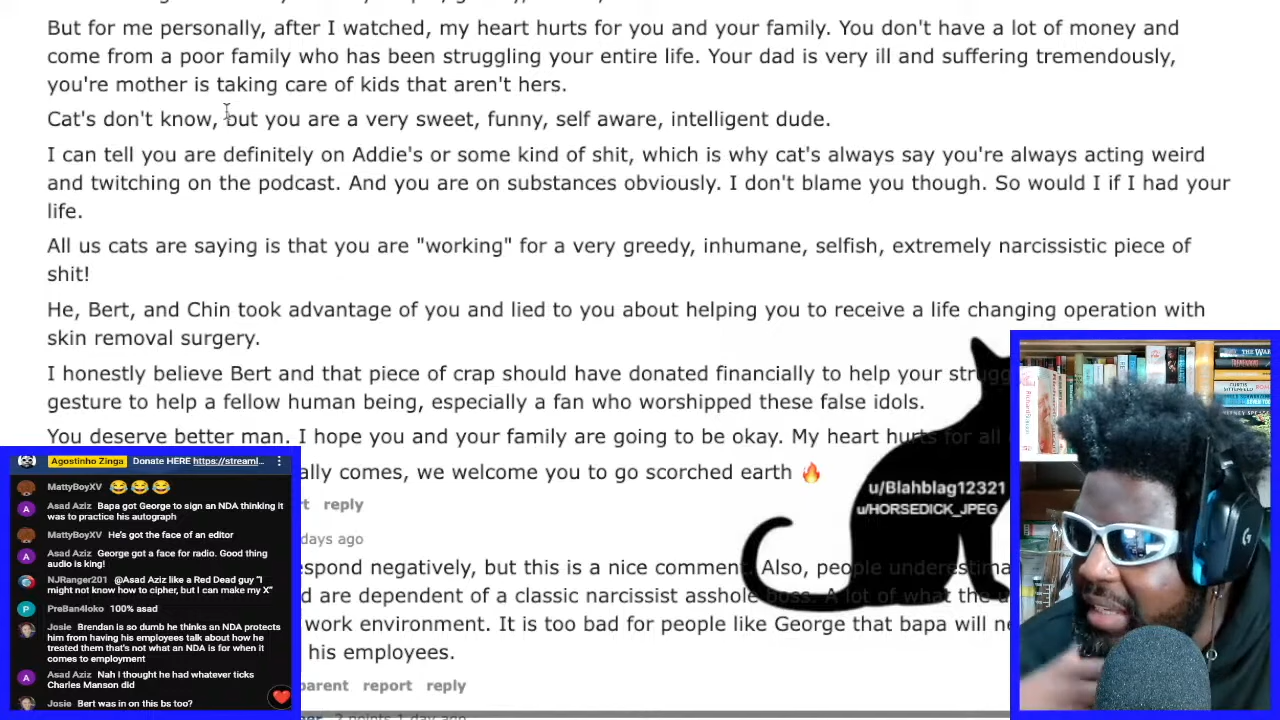 But for me personally, after I watched, my heart hurts for you and your family. You don't have a lot of money and
come from a poor family who has been struggling your entire life. Your dad is very ill and suffering tremendously,
you're mother is taking care of kids that aren't hers.
Cat's don't know, but you are a very sweet, funny, self aware, intelligent dude.
I can tell you are definitely on Addie's or some kind of shit, which is why cat's always say you're always acting weird
and twitching on the podcast. And you are on substances obviously. I don't blame you though. So would I if I had your
life.
All us cats are saying is that you are "working" for a very greedy, inhumane, selfish, extremely narcissistic piece of
shit!
He, Bert, and Chin took advantage of you and lied to you about helping you to receive a life changing operation with
skin removal surgery.
I honestly believe Bert and that piece of crap should have donated financially to help your
gesture to help a fellow human being, especially a fan who worshipped these false idols.
You deserve better man. I hope you and your family are going to be okay. My heart hurts for all
comes, we welcome you to go scorched earth 🔥
reply
days ago
negatively, but this is a nice comment. Also, people
are dependent of a classic narcissist asshole boss. A lot of what the
work environment. It is too bad for people like George that bapa will
his employees.
parent report reply
2 points 1 day ago
u/Blahblag12321
u/HORSEDICK_JPEG
Agostinho Zinga Donate HERE https://streaml...
MattyBoyXV 😂 😂 😂
Asad Aziz Bapa got George to sign an NDA thinking it
was to practice his autograph
MattyBoyXV He's got the face of an editor
Asad Aziz George got a face for radio. Good thing
audio is king!
NJRanger201 @Asad Aziz like a Red Dead guy "I
might not know how to cipher, but I can make my X"
PreBan4loko 100% asad
Josie Brendan is so dumb he thinks an NDA protects
him from having his employees talk about how he
treated them that's not what an NDA is for when it
comes to employment
Asad Aziz Nah I thought he had whatever ticks
Charles Manson did
Josie Bert was in on this bs too?